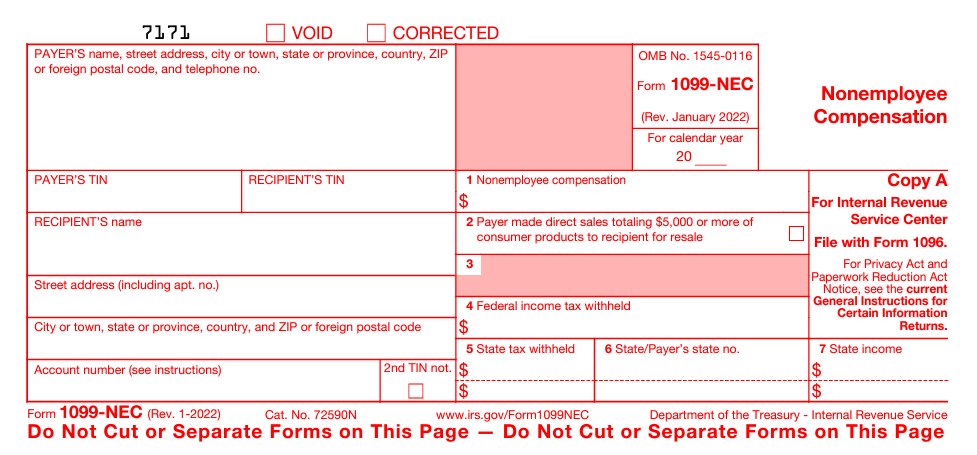 7171
VOID
CORRECTED
PAYER'S name, street address, city or town, state or province, country, ZIP
or foreign postal code, and telephone no.
OMB No. 1545-0116
Form 1099-NEC
(Rev. January 2022)
For calendar year
20 ____
Nonemployee
Compensation
PAYER'S TIN
RECIPIENT'S TIN
1 Nonemployee compensation
$
Copy A
For Internal Revenue
Service Center
File with Form 1096.
For Privacy Act and
Paperwork Reduction Act
Notice, see the current
General Instructions for
Certain Information
Returns.
RECIPIENT'S name
2 Payer made direct sales totaling $5,000 or more of
consumer products to recipient for resale
3
Street address (including apt. no.)
4 Federal income tax withheld
$
City or town, state or province, country, and ZIP or foreign postal code
5 State tax withheld
$
$
6 State/Payer's state no.
7 State income
$
$
Account number (see instructions)
2nd TIN not.
Form 1099-NEC (Rev. 1-2022)
Cat. No. 72590N
www.irs.gov/Form1099NEC
Department of the Treasury - Internal Revenue Service
Do Not Cut or Separate Forms on This Page — Do Not Cut or Separate Forms on This Page